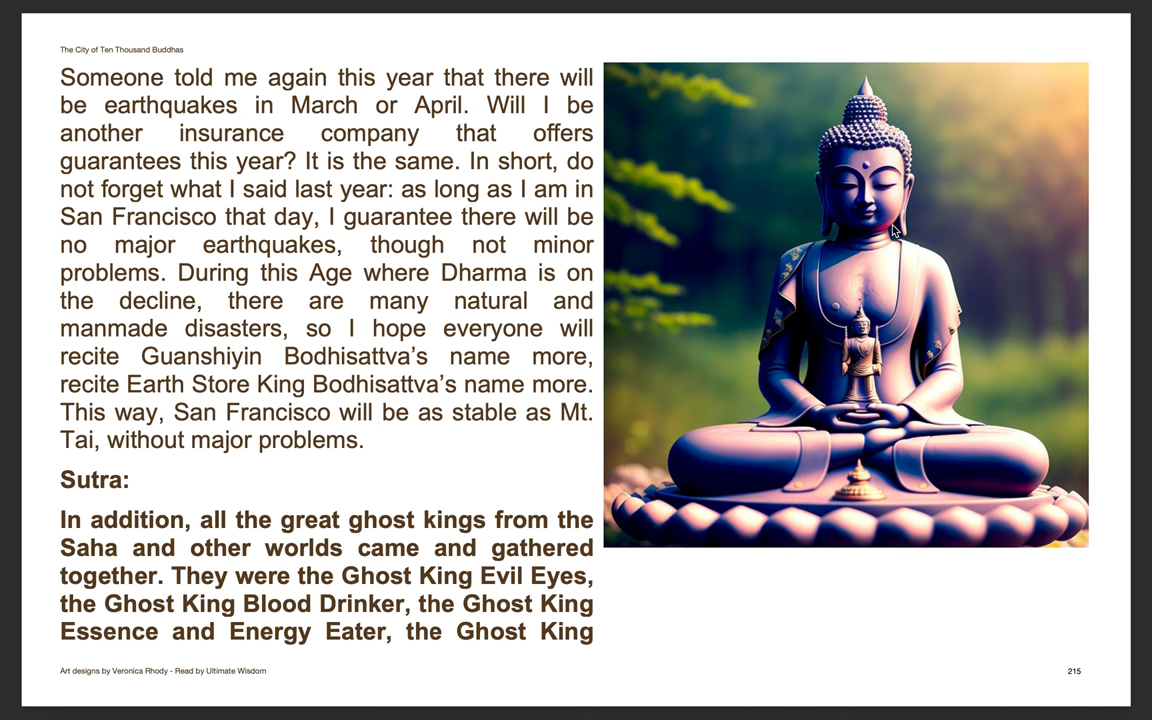 The City of Ten Thousand Buddhas
Someone told me again this year that there will
be earthquakes in March or April. Will I be
another insurance company that offers
guarantees this year? It is the same. In short, do
not forget what I said last year: as long as I am in
San Francisco that day, I guarantee there will be
no major earthquakes, though not minor
problems. During this Age where Dharma is on
the decline, there are many natural and
manmade disasters, so I hope everyone will
recite Guanshiyin Bodhisattva’s name more,
recite Earth Store King Bodhisattva’s name more.
This way, San Francisco will be as stable as Mt.
Tai, without major problems.
Sutra:
In addition, all the great ghost kings from the
Saha and other worlds came and gathered
together. They were the Ghost King Evil Eyes,
the Ghost King Blood Drinker, the Ghost King
Essence and Energy Eater, the Ghost King
Art designs by Veronica Rhody - Read by Ultimate Wisdom
215